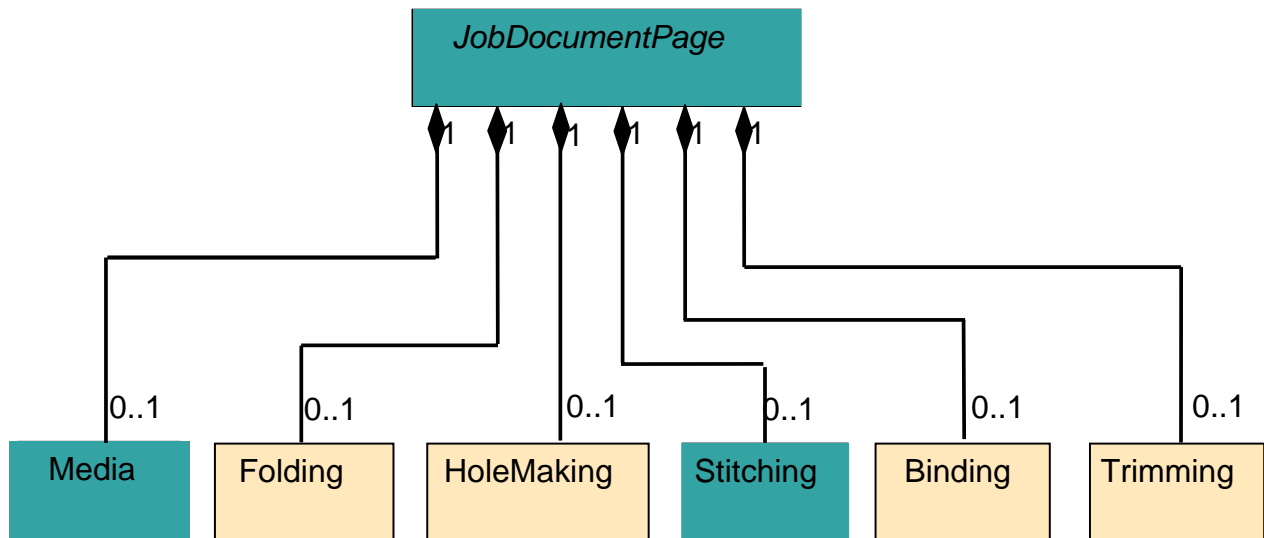 JobDocumentPage
1 1 1 1 1 1
0..1 0..1 0..1 0..1 0..1 0..1
Media Folding HoleMaking Stitching Binding Trimming